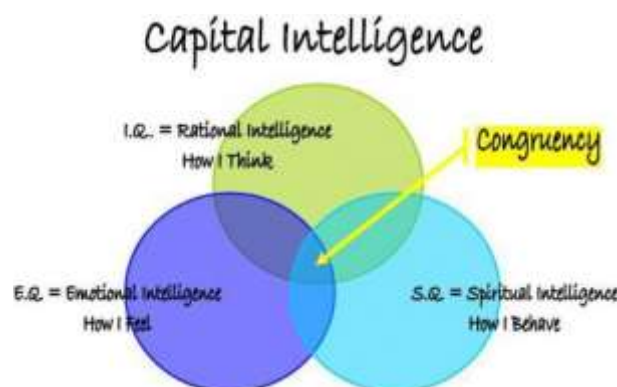 Capital Intelligence
I.Q. = Rational Intelligence
How I Think
Congruency
E.Q. = Emotional Intelligence
How I Feel
S.Q. = Spiritual Intelligence
How I Behave